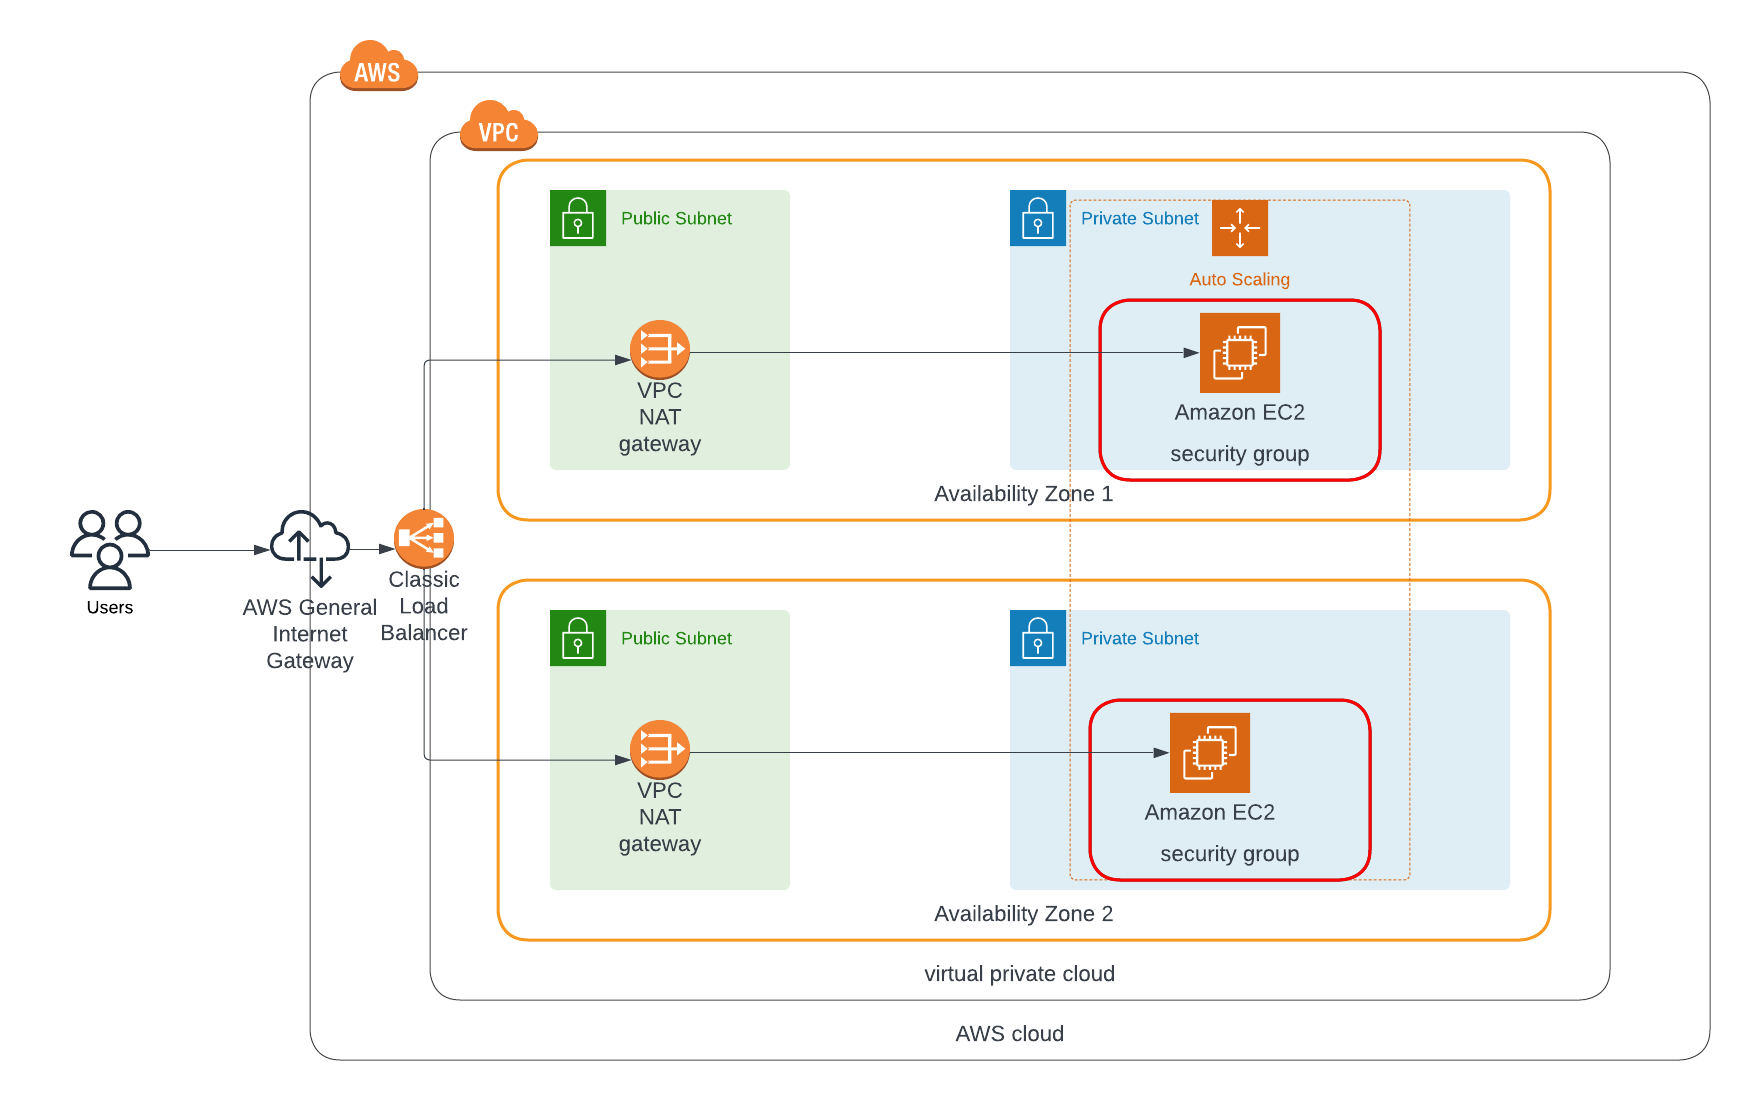 AWS
VPC
Public Subnet
Private Subnet
Auto Scaling
VPC
NAT
gateway
Amazon EC2
security group
Availability Zone 1
Users
AWS General
Internet
Gateway
Classic
Load
Balancer
Public Subnet
Private Subnet
VPC
NAT
gateway
Amazon EC2
security group
Availability Zone 2
virtual private cloud
AWS cloud